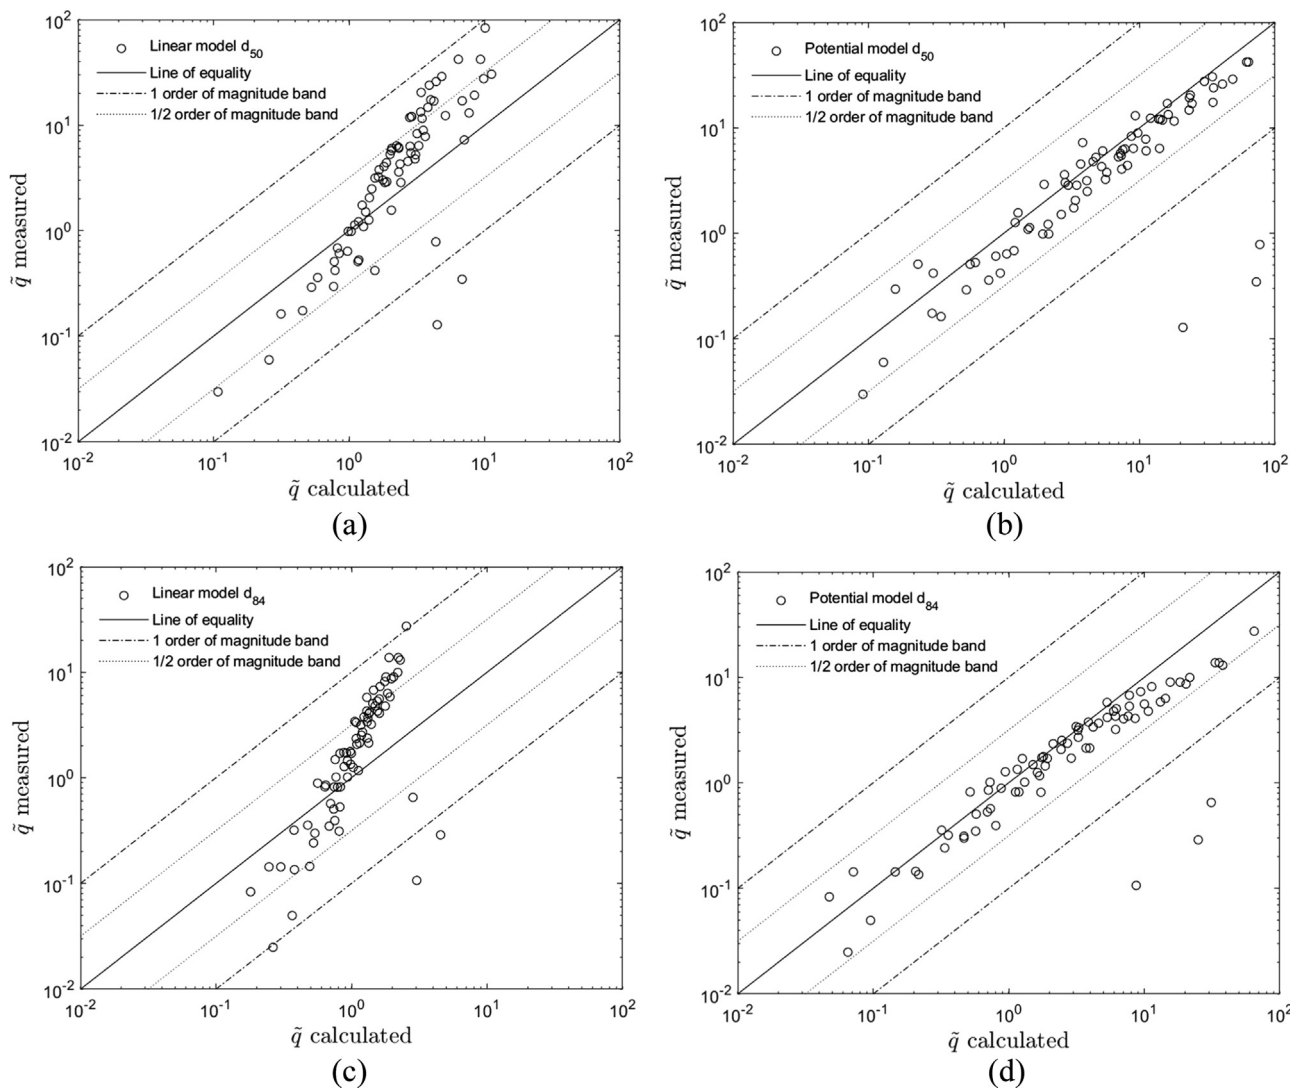 10^2
10^1
10^0
10^-1
10^-2
q̃ measured
Linear model d_50
Line of equality
1 order of magnitude band
1/2 order of magnitude band
10^-2 10^-1 10^0 10^1 10^2
q̃ calculated
(a)
10^2
10^1
10^0
10^-1
10^-2
q̃ measured
Potential model d_50
Line of equality
1 order of magnitude band
1/2 order of magnitude band
10^-2 10^-1 10^0 10^1 10^2
q̃ calculated
(b)
10^2
10^1
10^0
10^-1
10^-2
q̃ measured
Linear model d_84
Line of equality
1 order of magnitude band
1/2 order of magnitude band
10^-2 10^-1 10^0 10^1 10^2
q̃ calculated
(c)
10^2
10^1
10^0
10^-1
10^-2
q̃ measured
Potential model d_84
Line of equality
1 order of magnitude band
1/2 order of magnitude band
10^-2 10^-1 10^0 10^1 10^2
q̃ calculated
(d)